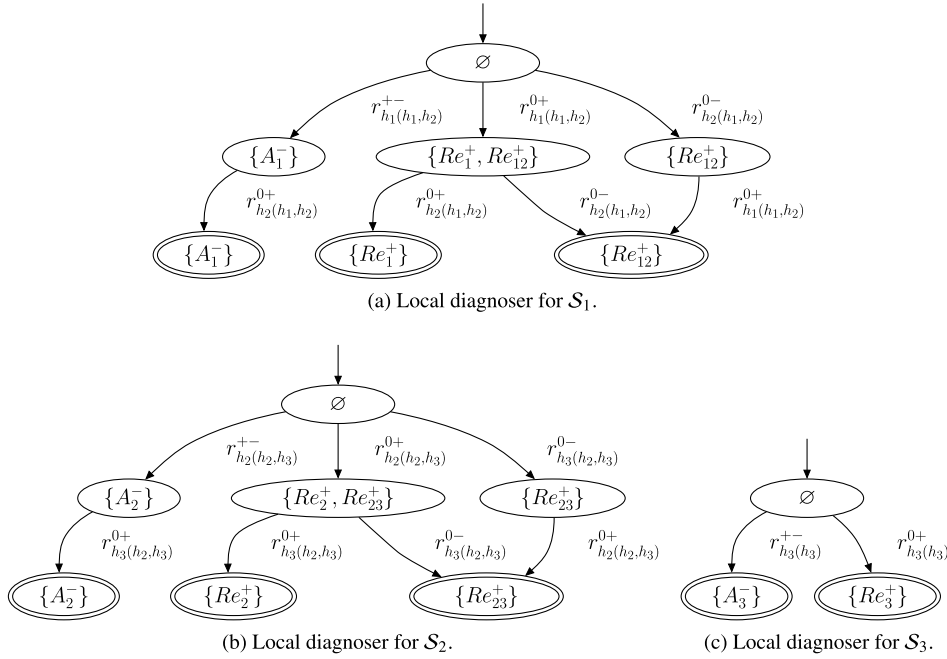 ∅
r^{+-}_{h_1(h_1,h_2)} r^{0+}_{h_1(h_1,h_2)} r^{0-}_{h_2(h_1,h_2)}
{A_1^-} {Re_1^+, Re_{12}^+} {Re_{12}^+}
r^{0+}_{h_2(h_1,h_2)} r^{0+}_{h_2(h_1,h_2)} r^{0-}_{h_2(h_1,h_2)} r^{0+}_{h_1(h_1,h_2)}
{A_1^-} {Re_1^+} {Re_{12}^+}
(a) Local diagnoser for S_1.
∅
r^{+-}_{h_2(h_2,h_3)} r^{0+}_{h_2(h_2,h_3)} r^{0-}_{h_3(h_2,h_3)}
{A_2^-} {Re_2^+, Re_{23}^+} {Re_{23}^+}
r^{0+}_{h_3(h_2,h_3)} r^{0+}_{h_3(h_2,h_3)} r^{0-}_{h_3(h_2,h_3)} r^{0+}_{h_2(h_2,h_3)}
{A_2^-} {Re_2^+} {Re_{23}^+}
(b) Local diagnoser for S_2.
∅
r^{+-}_{h_3(h_3)} r^{0+}_{h_3(h_3)}
{A_3^-} {Re_3^+}
(c) Local diagnoser for S_3.